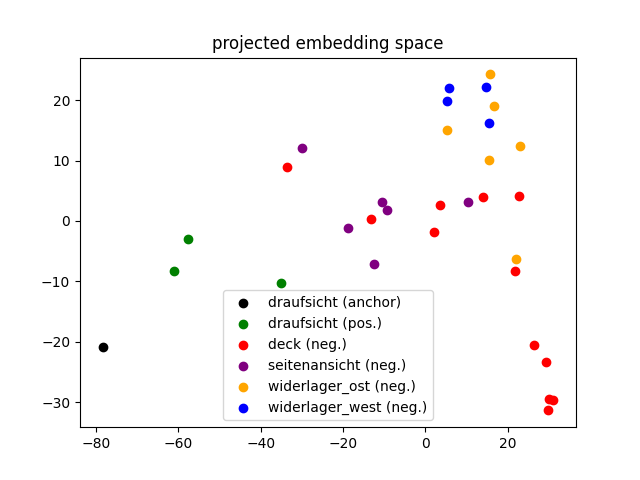 projected embedding space
20
10
0
−10
−20
−30
draufsicht (anchor)
draufsicht (pos.)
deck (neg.)
seitenansicht (neg.)
widerlager_ost (neg.)
widerlager_west (neg.)
−80 −60 −40 −20 0 20